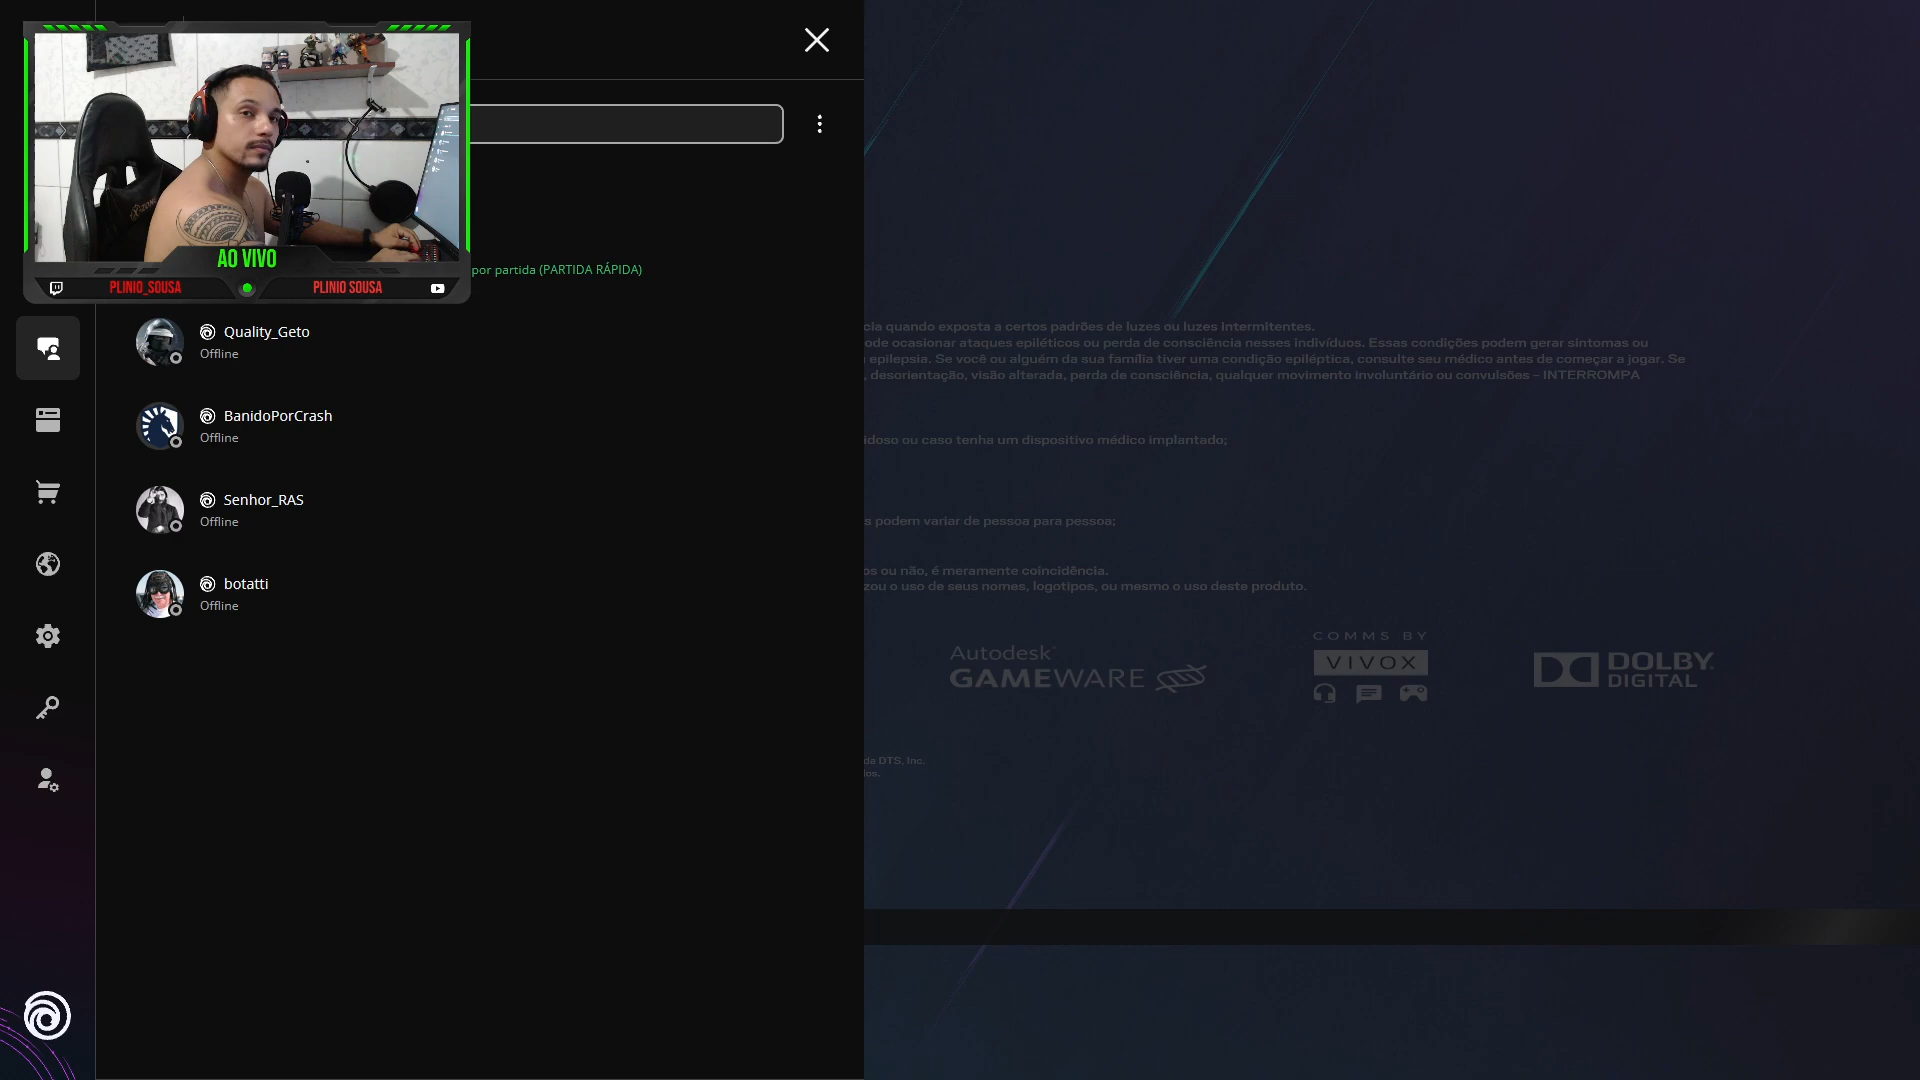 AO VIVO
PLINIO_SOUSA
PLINIO SOUSA
por partida (PARTIDA RÁPIDA)
Quality_Geto
Offline
BanidoPorCrash
Offline
Senhor_RAS
Offline
botatti
Offline
cia quando exposta a certos padrões de luzes ou luzes intermitentes.
ode ocasionar ataques epiléticos ou perda de consciência nesses indivíduos. Essas condições podem gerar sintomas ou
epilepsia. Se você ou alguém da sua família tiver uma condição epiléptica, consulte seu médico antes de começar a jogar. Se
, desorientação, visão alterada, perda de consciência, qualquer movimento involuntário ou convulsões - INTERROMPA
idoso ou caso tenha um dispositivo médico implantado;
s podem variar de pessoa para pessoa;
os ou não, é meramente coincidência.
zou o uso de seus nomes, logotipos, ou mesmo o uso deste produto.
Autodesk
GAMEWARE
COMMS BY
VIVOX
DOLBY
DIGITAL
da DTS, Inc.
los.